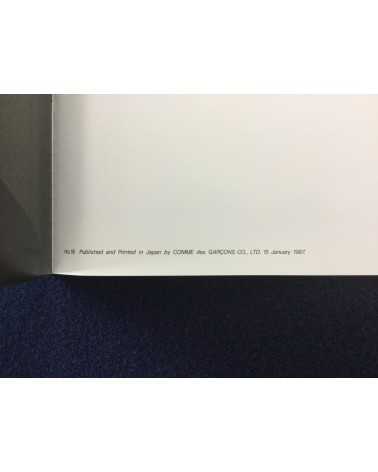 no.18 Published and Printed in Japan by COMME des GARÇONS CO., LTD. 15 January 1987.